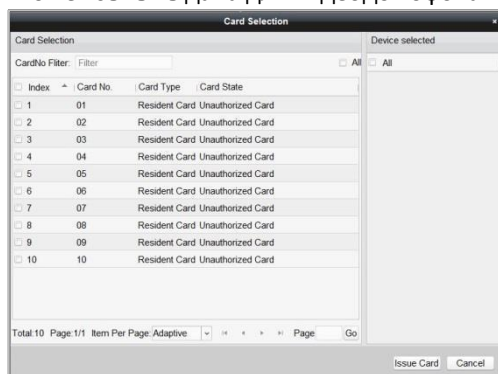 Card Selection
Card Selection
Device selected
CardNo Fliter: Filter
All
All
Index Card No. Card Type Card State
1 01 Resident Card Unauthorized Card
2 02 Resident Card Unauthorized Card
3 03 Resident Card Unauthorized Card
4 04 Resident Card Unauthorized Card
5 05 Resident Card Unauthorized Card
6 06 Resident Card Unauthorized Card
7 07 Resident Card Unauthorized Card
8 08 Resident Card Unauthorized Card
9 09 Resident Card Unauthorized Card
10 10 Resident Card Unauthorized Card
Total:10 Page:1/1 Item Per Page: Adaptive Page Go
Issue Card Cancel